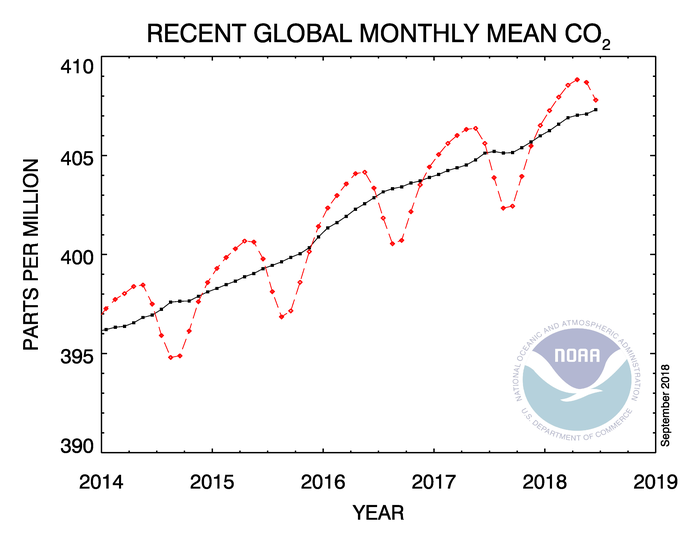 RECENT GLOBAL MONTHLY MEAN CO₂
410
405
400
395
390
PARTS PER MILLION
2014 2015 2016 2017 2018 2019
YEAR
NATIONAL OCEANIC AND ATMOSPHERIC ADMINISTRATION
NOAA
U.S. DEPARTMENT OF COMMERCE
September 2018